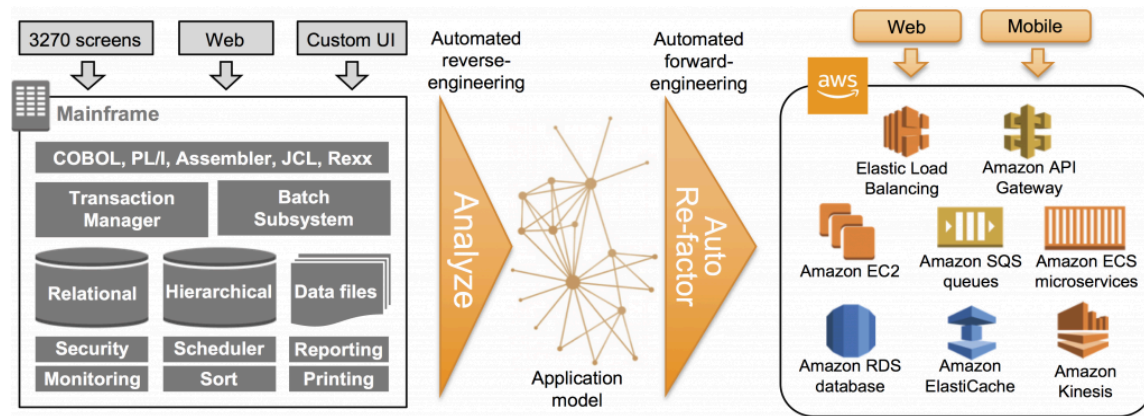 3270 screens
Web
Custom UI
Mainframe
COBOL, PL/I, Assembler, JCL, Rexx
Transaction
Manager
Batch
Subsystem
Relational
Hierarchical
Data files
Security
Scheduler
Reporting
Monitoring
Sort
Printing
Automated
reverse-
engineering
Analyze
Application
model
Automated
forward-
engineering
Auto
Re-factor
Web
Mobile
aws
Elastic Load
Balancing
Amazon API
Gateway
Amazon EC2
Amazon SQS
queues
Amazon ECS
microservices
Amazon RDS
database
Amazon
ElastiCache
Amazon
Kinesis